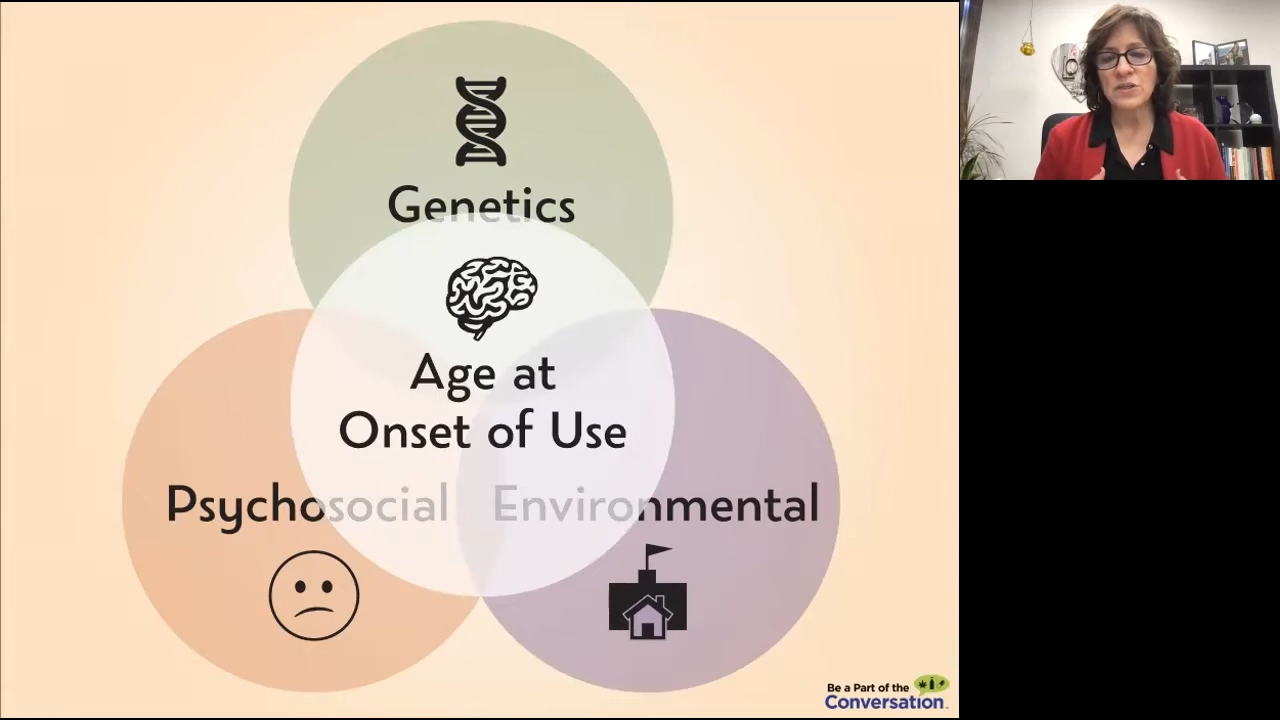 Genetics
Age at
Onset of Use
Psychosocial
Environmental
Be a Part of the
Conversation